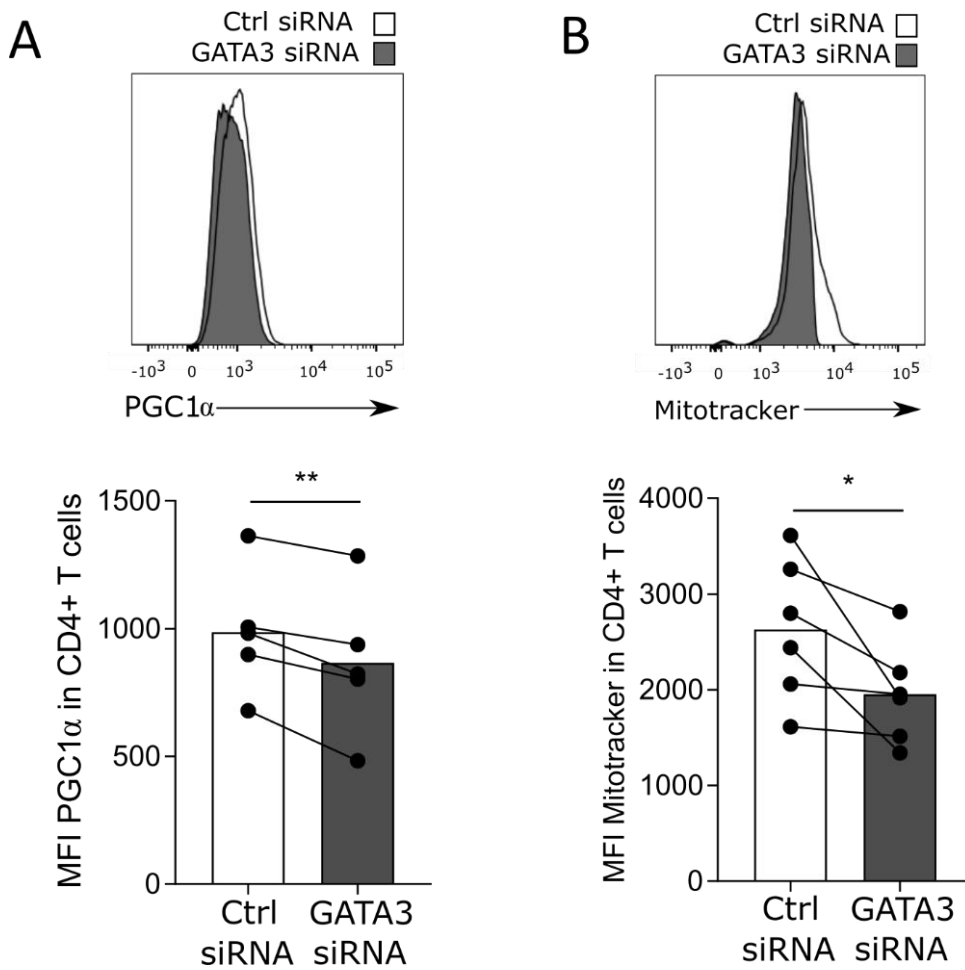 A
Ctrl siRNA
GATA3 siRNA
-10³ 0 10³ 10⁴ 10⁵
PGC1α
**
MFI PGC1α in CD4+ T cells
1500
1000
500
0
Ctrl siRNA
GATA3 siRNA
B
Ctrl siRNA
GATA3 siRNA
-10³ 0 10³ 10⁴ 10⁵
Mitotracker
*
MFI Mitotracker in CD4+ T cells
4000
3000
2000
1000
0
Ctrl siRNA
GATA3 siRNA